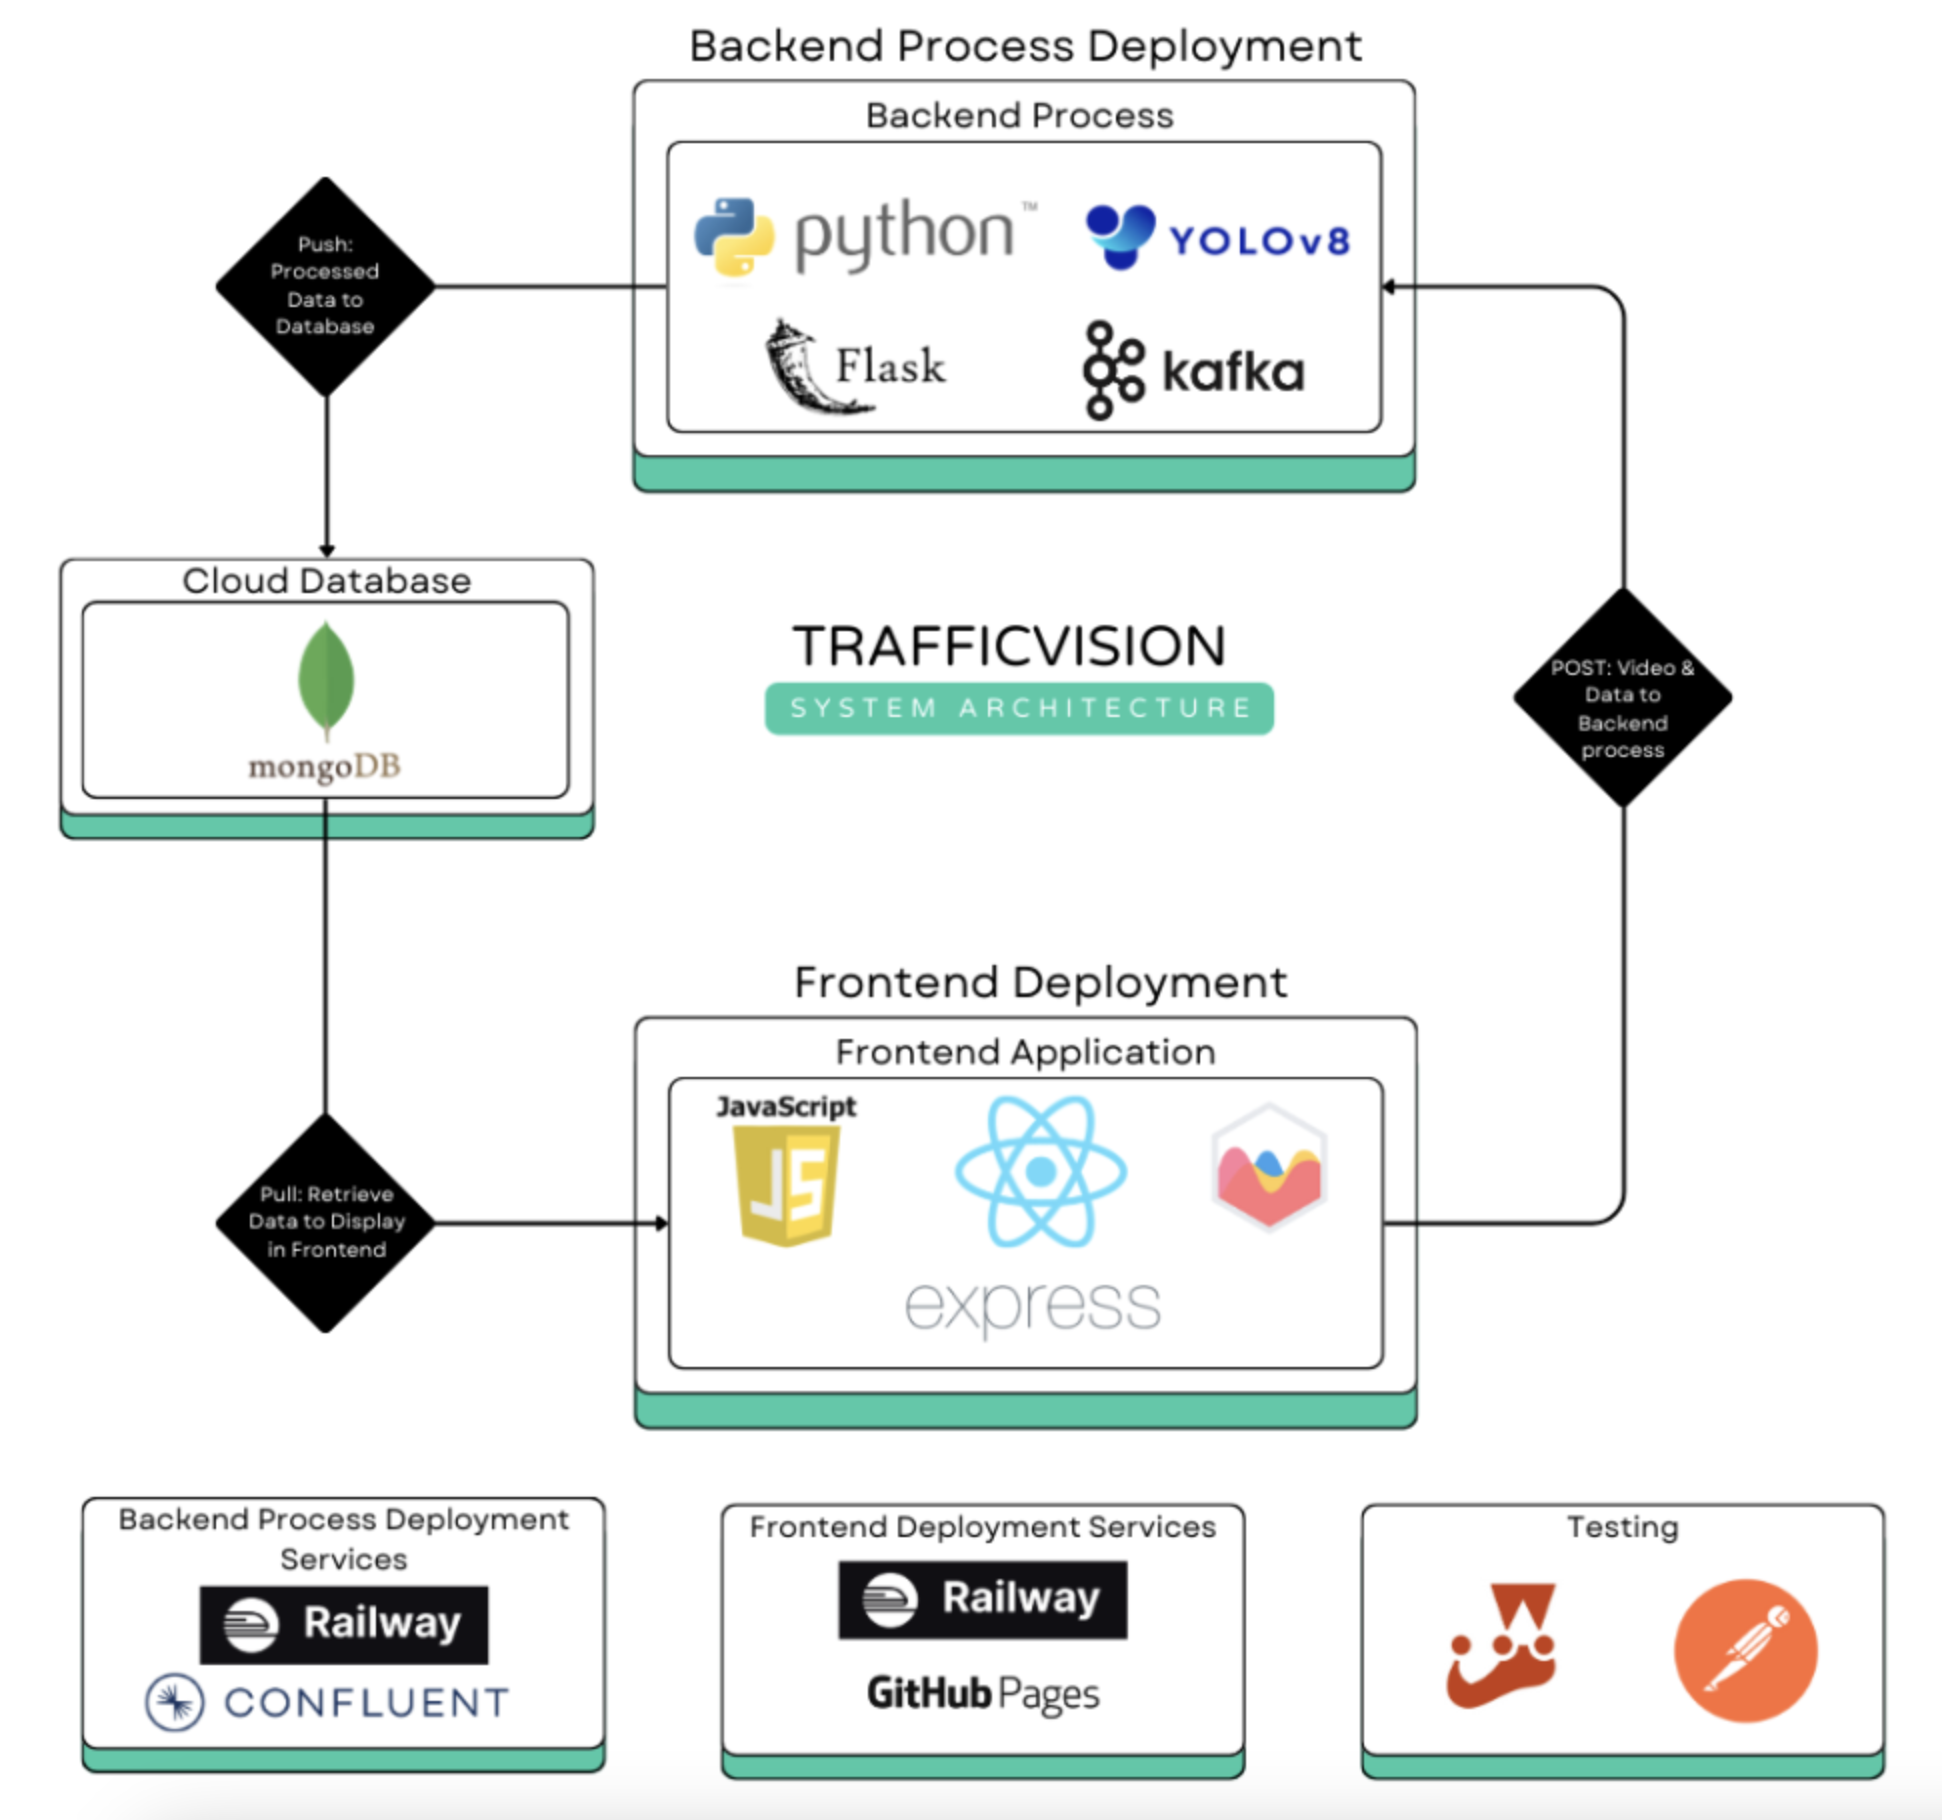 Backend Process Deployment
Backend Process
python™
YOLOv8
Flask
kafka
Push:
Processed
Data to
Database
Cloud Database
mongoDB
TRAFFICVISION
SYSTEM ARCHITECTURE
POST: Video &
Data to
Backend
process
Frontend Deployment
Frontend Application
JavaScript
JS
express
Pull: Retrieve
Data to Display
in Frontend
Backend Process Deployment
Services
Railway
CONFLUENT
Frontend Deployment Services
Railway
GitHub Pages
Testing